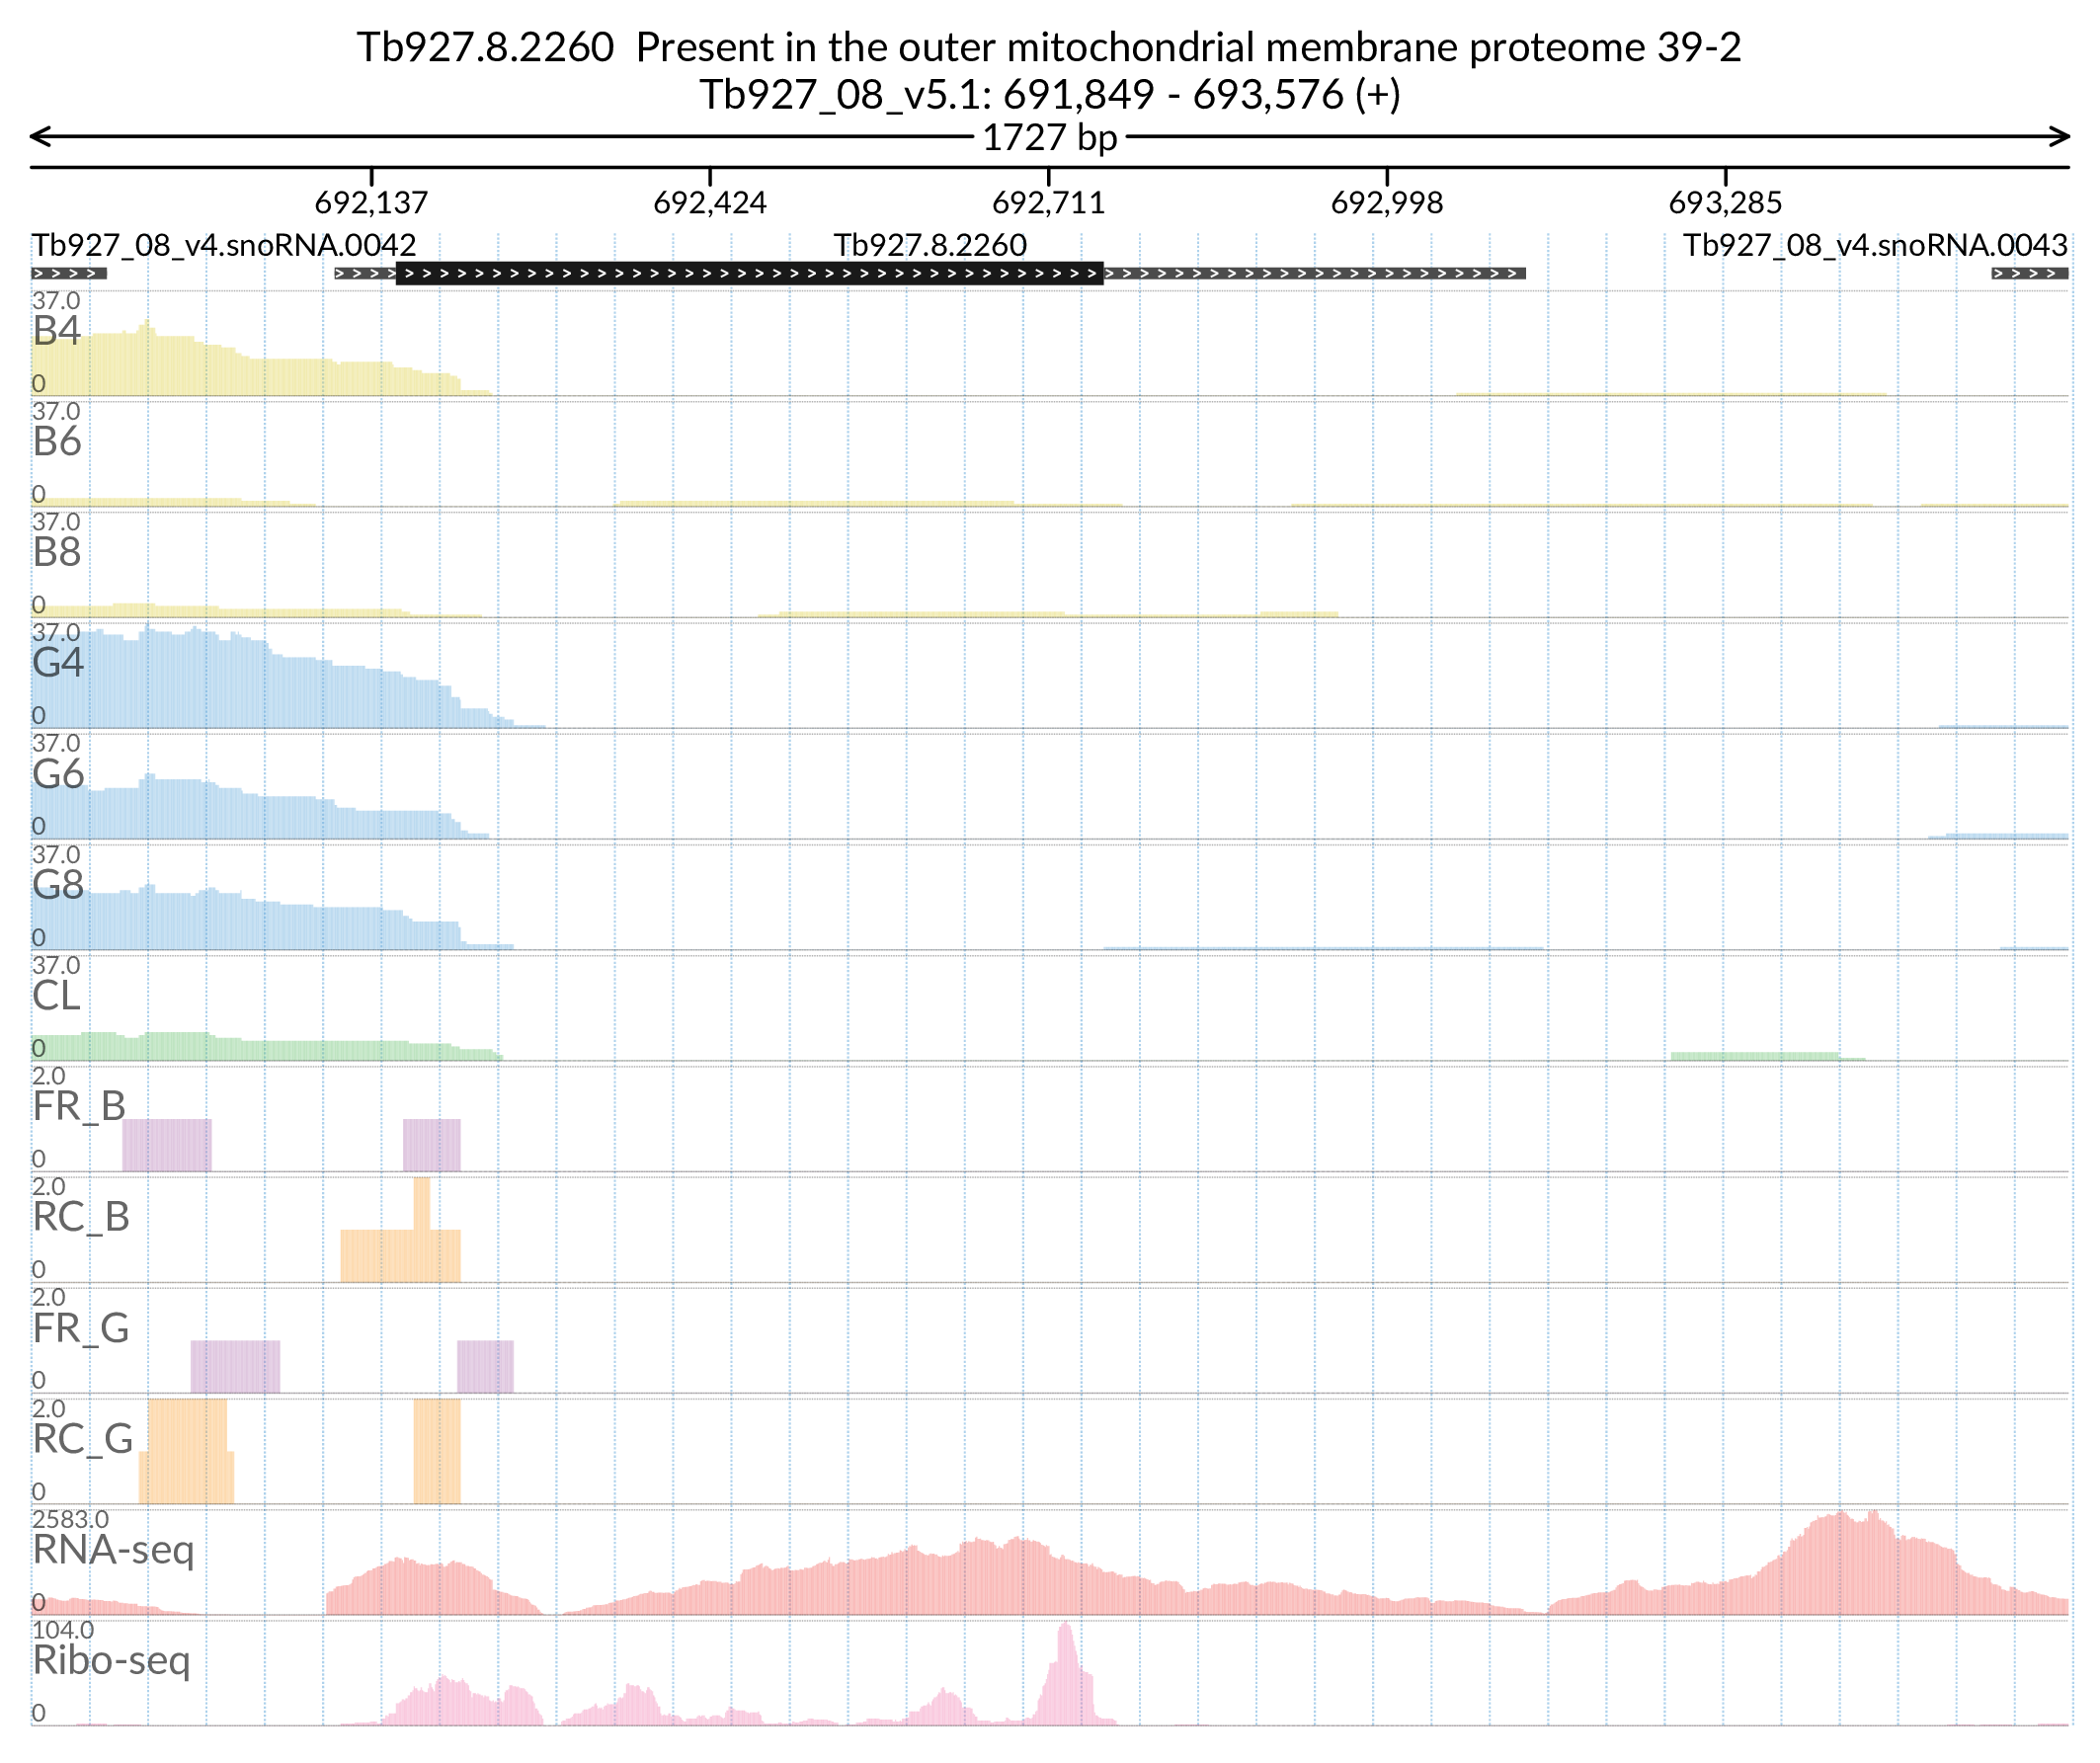 Tb927.8.2260  Present in the outer mitochondrial membrane proteome 39-2
Tb927_08_v5.1: 691,849 - 693,576 (+)
1727 bp
692,137 692,424 692,711 692,998 693,285
Tb927_08_v4.snoRNA.0042 Tb927.8.2260 Tb927_08_v4.snoRNA.0043
37.0
B4
0
37.0
B6
0
37.0
B8
0
37.0
G4
0
37.0
G6
0
37.0
G8
0
37.0
CL
0
2.0
FR_B
0
2.0
RC_B
0
2.0
FR_G
0
2.0
RC_G
0
2583.0
RNA-seq
0
104.0
Ribo-seq
0